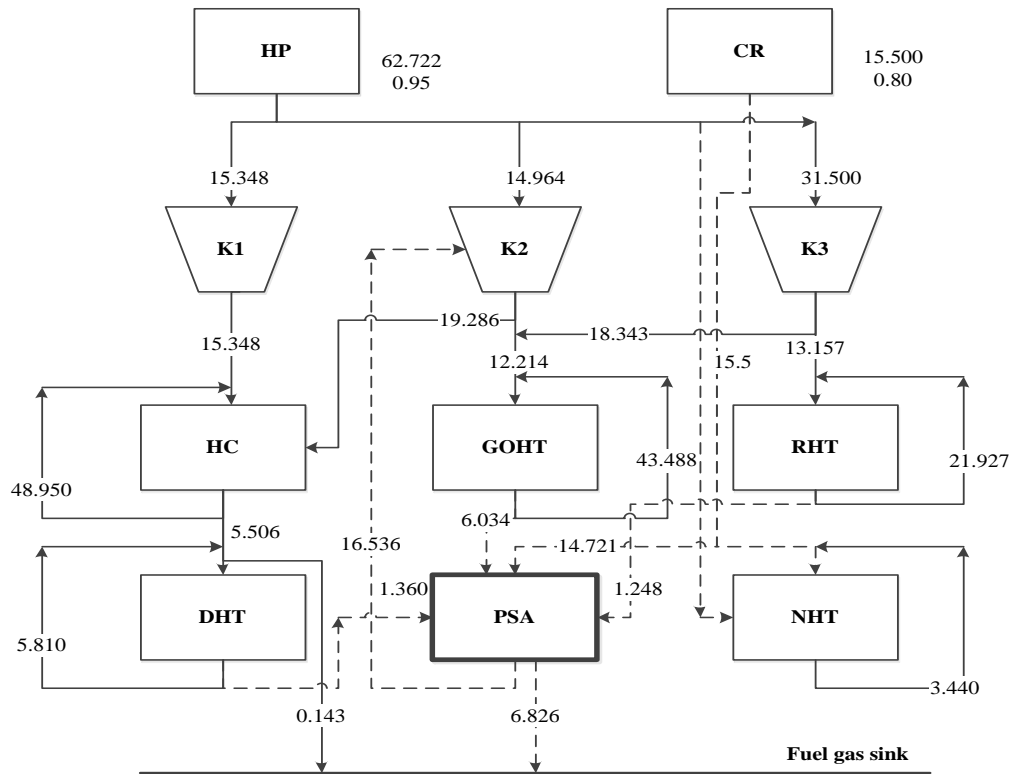 HP
62.722
0.95
CR
15.500
0.80
15.348
14.964
31.500
K1
K2
K3
15.348
19.286
18.343
12.214
15.5
13.157
HC
GOHT
RHT
48.950
43.488
21.927
5.506
16.536
6.034
14.721
1.360
1.248
DHT
PSA
NHT
5.810
3.440
0.143
6.826
Fuel gas sink